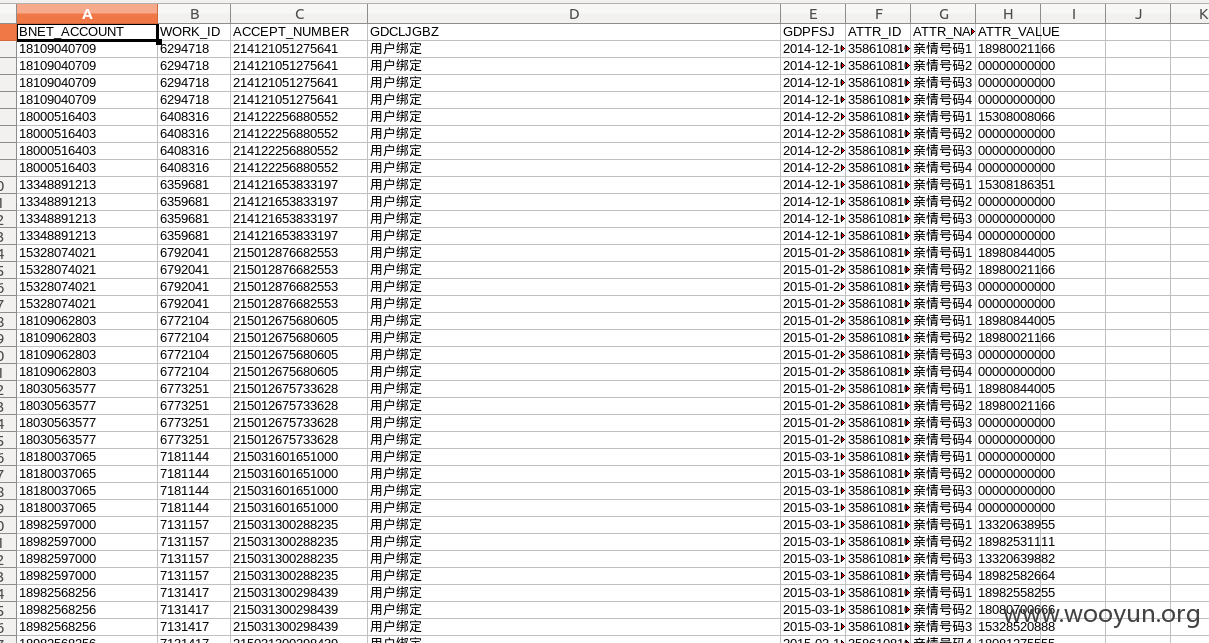 A B C D E F G H I J K
BNET_ACCOUNT WORK_ID ACCEPT_NUMBER GDCLJGBZ GDPFSJ ATTR_ID ATTR_NA ATTR_VALUE
18109040709 6294718 214121051275641 用户绑定 2014-12-1 35861081 亲情号码1 18980021166
18109040709 6294718 214121051275641 用户绑定 2014-12-1 35861081 亲情号码2 00000000000
18109040709 6294718 214121051275641 用户绑定 2014-12-1 35861081 亲情号码3 00000000000
18109040709 6294718 214121051275641 用户绑定 2014-12-1 35861081 亲情号码4 00000000000
18000516403 6408316 214122256880552 用户绑定 2014-12-2 35861081 亲情号码1 15308008066
18000516403 6408316 214122256880552 用户绑定 2014-12-2 35861081 亲情号码2 00000000000
18000516403 6408316 214122256880552 用户绑定 2014-12-2 35861081 亲情号码3 00000000000
18000516403 6408316 214122256880552 用户绑定 2014-12-2 35861081 亲情号码4 00000000000
13348891213 6359681 214121653833197 用户绑定 2014-12-1 35861081 亲情号码1 15308186351
13348891213 6359681 214121653833197 用户绑定 2014-12-1 35861081 亲情号码2 00000000000
13348891213 6359681 214121653833197 用户绑定 2014-12-1 35861081 亲情号码3 00000000000
13348891213 6359681 214121653833197 用户绑定 2014-12-1 35861081 亲情号码4 00000000000
15328074021 6792041 215012876682553 用户绑定 2015-01-2 35861081 亲情号码1 18980844005
15328074021 6792041 215012876682553 用户绑定 2015-01-2 35861081 亲情号码2 18980021166
15328074021 6792041 215012876682553 用户绑定 2015-01-2 35861081 亲情号码3 00000000000
15328074021 6792041 215012876682553 用户绑定 2015-01-2 35861081 亲情号码4 00000000000
18109062803 6772104 215012675680605 用户绑定 2015-01-2 35861081 亲情号码1 18980844005
18109062803 6772104 215012675680605 用户绑定 2015-01-2 35861081 亲情号码2 18980021166
18109062803 6772104 215012675680605 用户绑定 2015-01-2 35861081 亲情号码3 00000000000
18109062803 6772104 215012675680605 用户绑定 2015-01-2 35861081 亲情号码4 00000000000
18030563577 6773251 215012675733628 用户绑定 2015-01-2 35861081 亲情号码1 18980844005
18030563577 6773251 215012675733628 用户绑定 2015-01-2 35861081 亲情号码2 18980021166
18030563577 6773251 215012675733628 用户绑定 2015-01-2 35861081 亲情号码3 00000000000
18030563577 6773251 215012675733628 用户绑定 2015-01-2 35861081 亲情号码4 00000000000
18180037065 7181144 215031601651000 用户绑定 2015-03-1 35861081 亲情号码1 00000000000
18180037065 7181144 215031601651000 用户绑定 2015-03-1 35861081 亲情号码2 00000000000
18180037065 7181144 215031601651000 用户绑定 2015-03-1 35861081 亲情号码3 00000000000
18180037065 7181144 215031601651000 用户绑定 2015-03-1 35861081 亲情号码4 00000000000
18982597000 7131157 215031300288235 用户绑定 2015-03-1 35861081 亲情号码1 13320638955
18982597000 7131157 215031300288235 用户绑定 2015-03-1 35861081 亲情号码2 18982531111
18982597000 7131157 215031300288235 用户绑定 2015-03-1 35861081 亲情号码3 13320639882
18982597000 7131157 215031300288235 用户绑定 2015-03-1 35861081 亲情号码4 18982582664
18982568256 7131417 215031300298439 用户绑定 2015-03-1 35861081 亲情号码1 18982558255
18982568256 7131417 215031300298439 用户绑定 2015-03-1 35861081 亲情号码2
www.wooyun.org
18982568256 7131417 215031300298439 用户绑定 2015-03-1 35861081 亲情号码3 15328520888